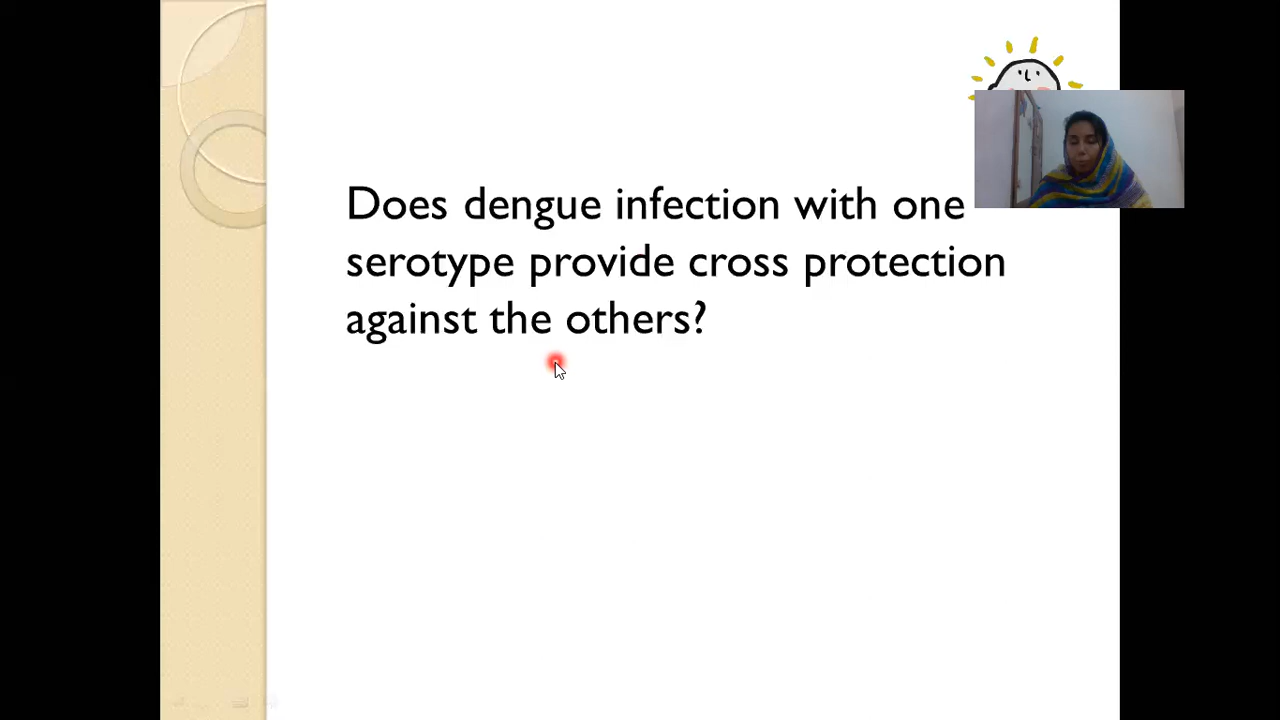 Does dengue infection with one
serotype provide cross protection
against the others?